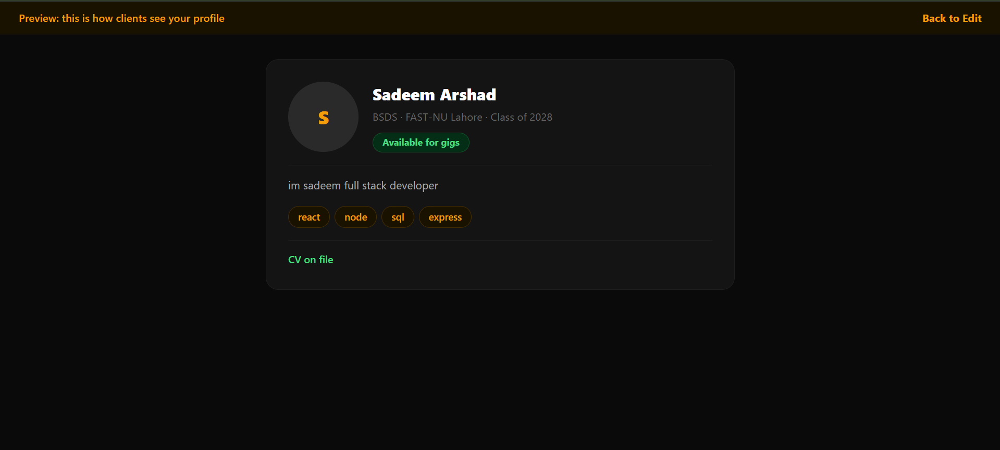 Preview: this is how clients see your profile
Back to Edit
S
Sadeem Arshad
BSDS · FAST-NU Lahore · Class of 2028
Available for gigs
im sadeem full stack developer
react node sql express
CV on file